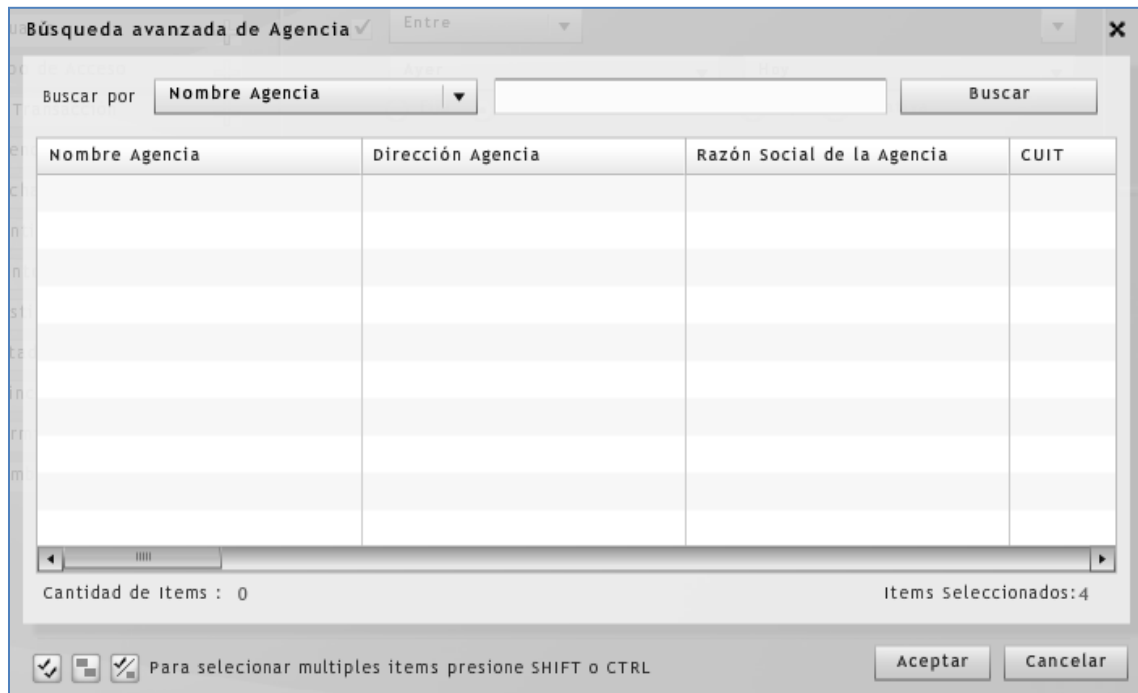 Búsqueda avanzada de Agencia
Entre
Buscar por Nombre Agencia Buscar
Nombre Agencia Dirección Agencia Razón Social de la Agencia CUIT
Cantidad de Items : 0 Items Seleccionados:4
Para selecionar multiples items presione SHIFT o CTRL Aceptar Cancelar